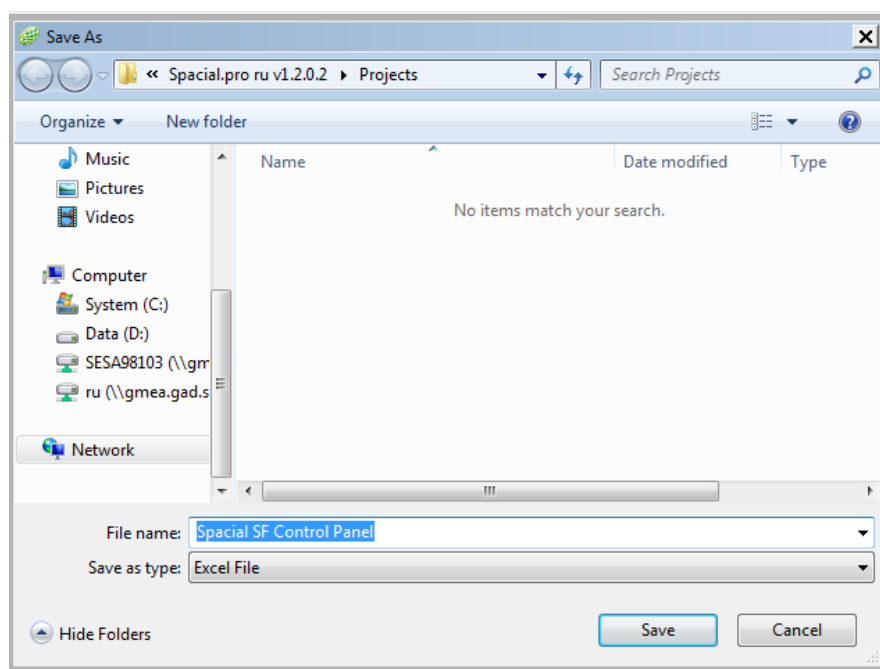 Save As
« Spacial.pro ru v1.2.0.2 ▸ Projects
Search Projects
Organize
New folder
Name
Date modified
Type
No items match your search.
Music
Pictures
Videos
Computer
System (C:)
Data (D:)
SESA98103 (\\gm
ru (\\gmea.gad.s
Network
File name: Spacial SF Control Panel
Save as type: Excel File
Hide Folders
Save
Cancel